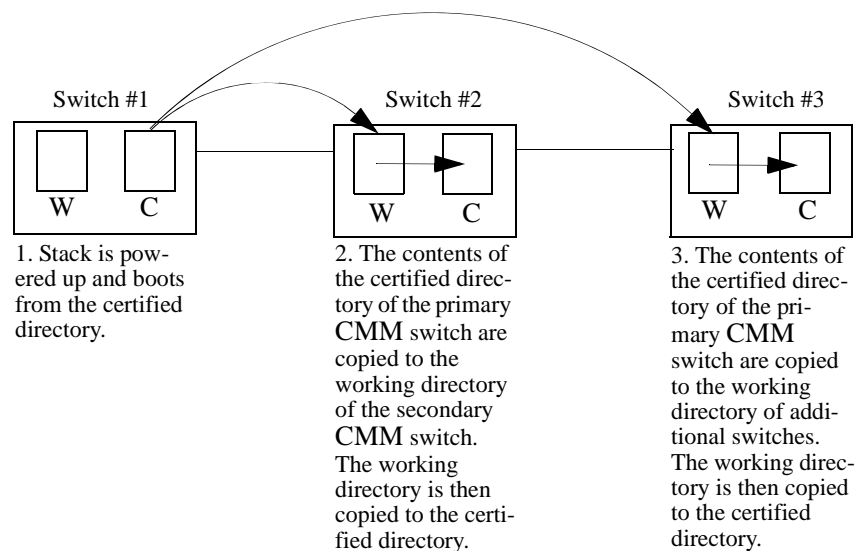 Switch #1
Switch #2
Switch #3
W
C
W
C
W
C
1. Stack is pow-
ered up and boots
from the certified
directory.
2. The contents of
the certified direc-
tory of the primary
CMM switch are
copied to the
working directory
of the secondary
CMM switch.
The working
directory is then
copied to the certi-
fied directory.
3. The contents of
the certified direc-
tory of the pri-
mary CMM
switch are copied
to the working
directory of addi-
tional switches.
The working direc-
tory is then copied
to the certified
directory.